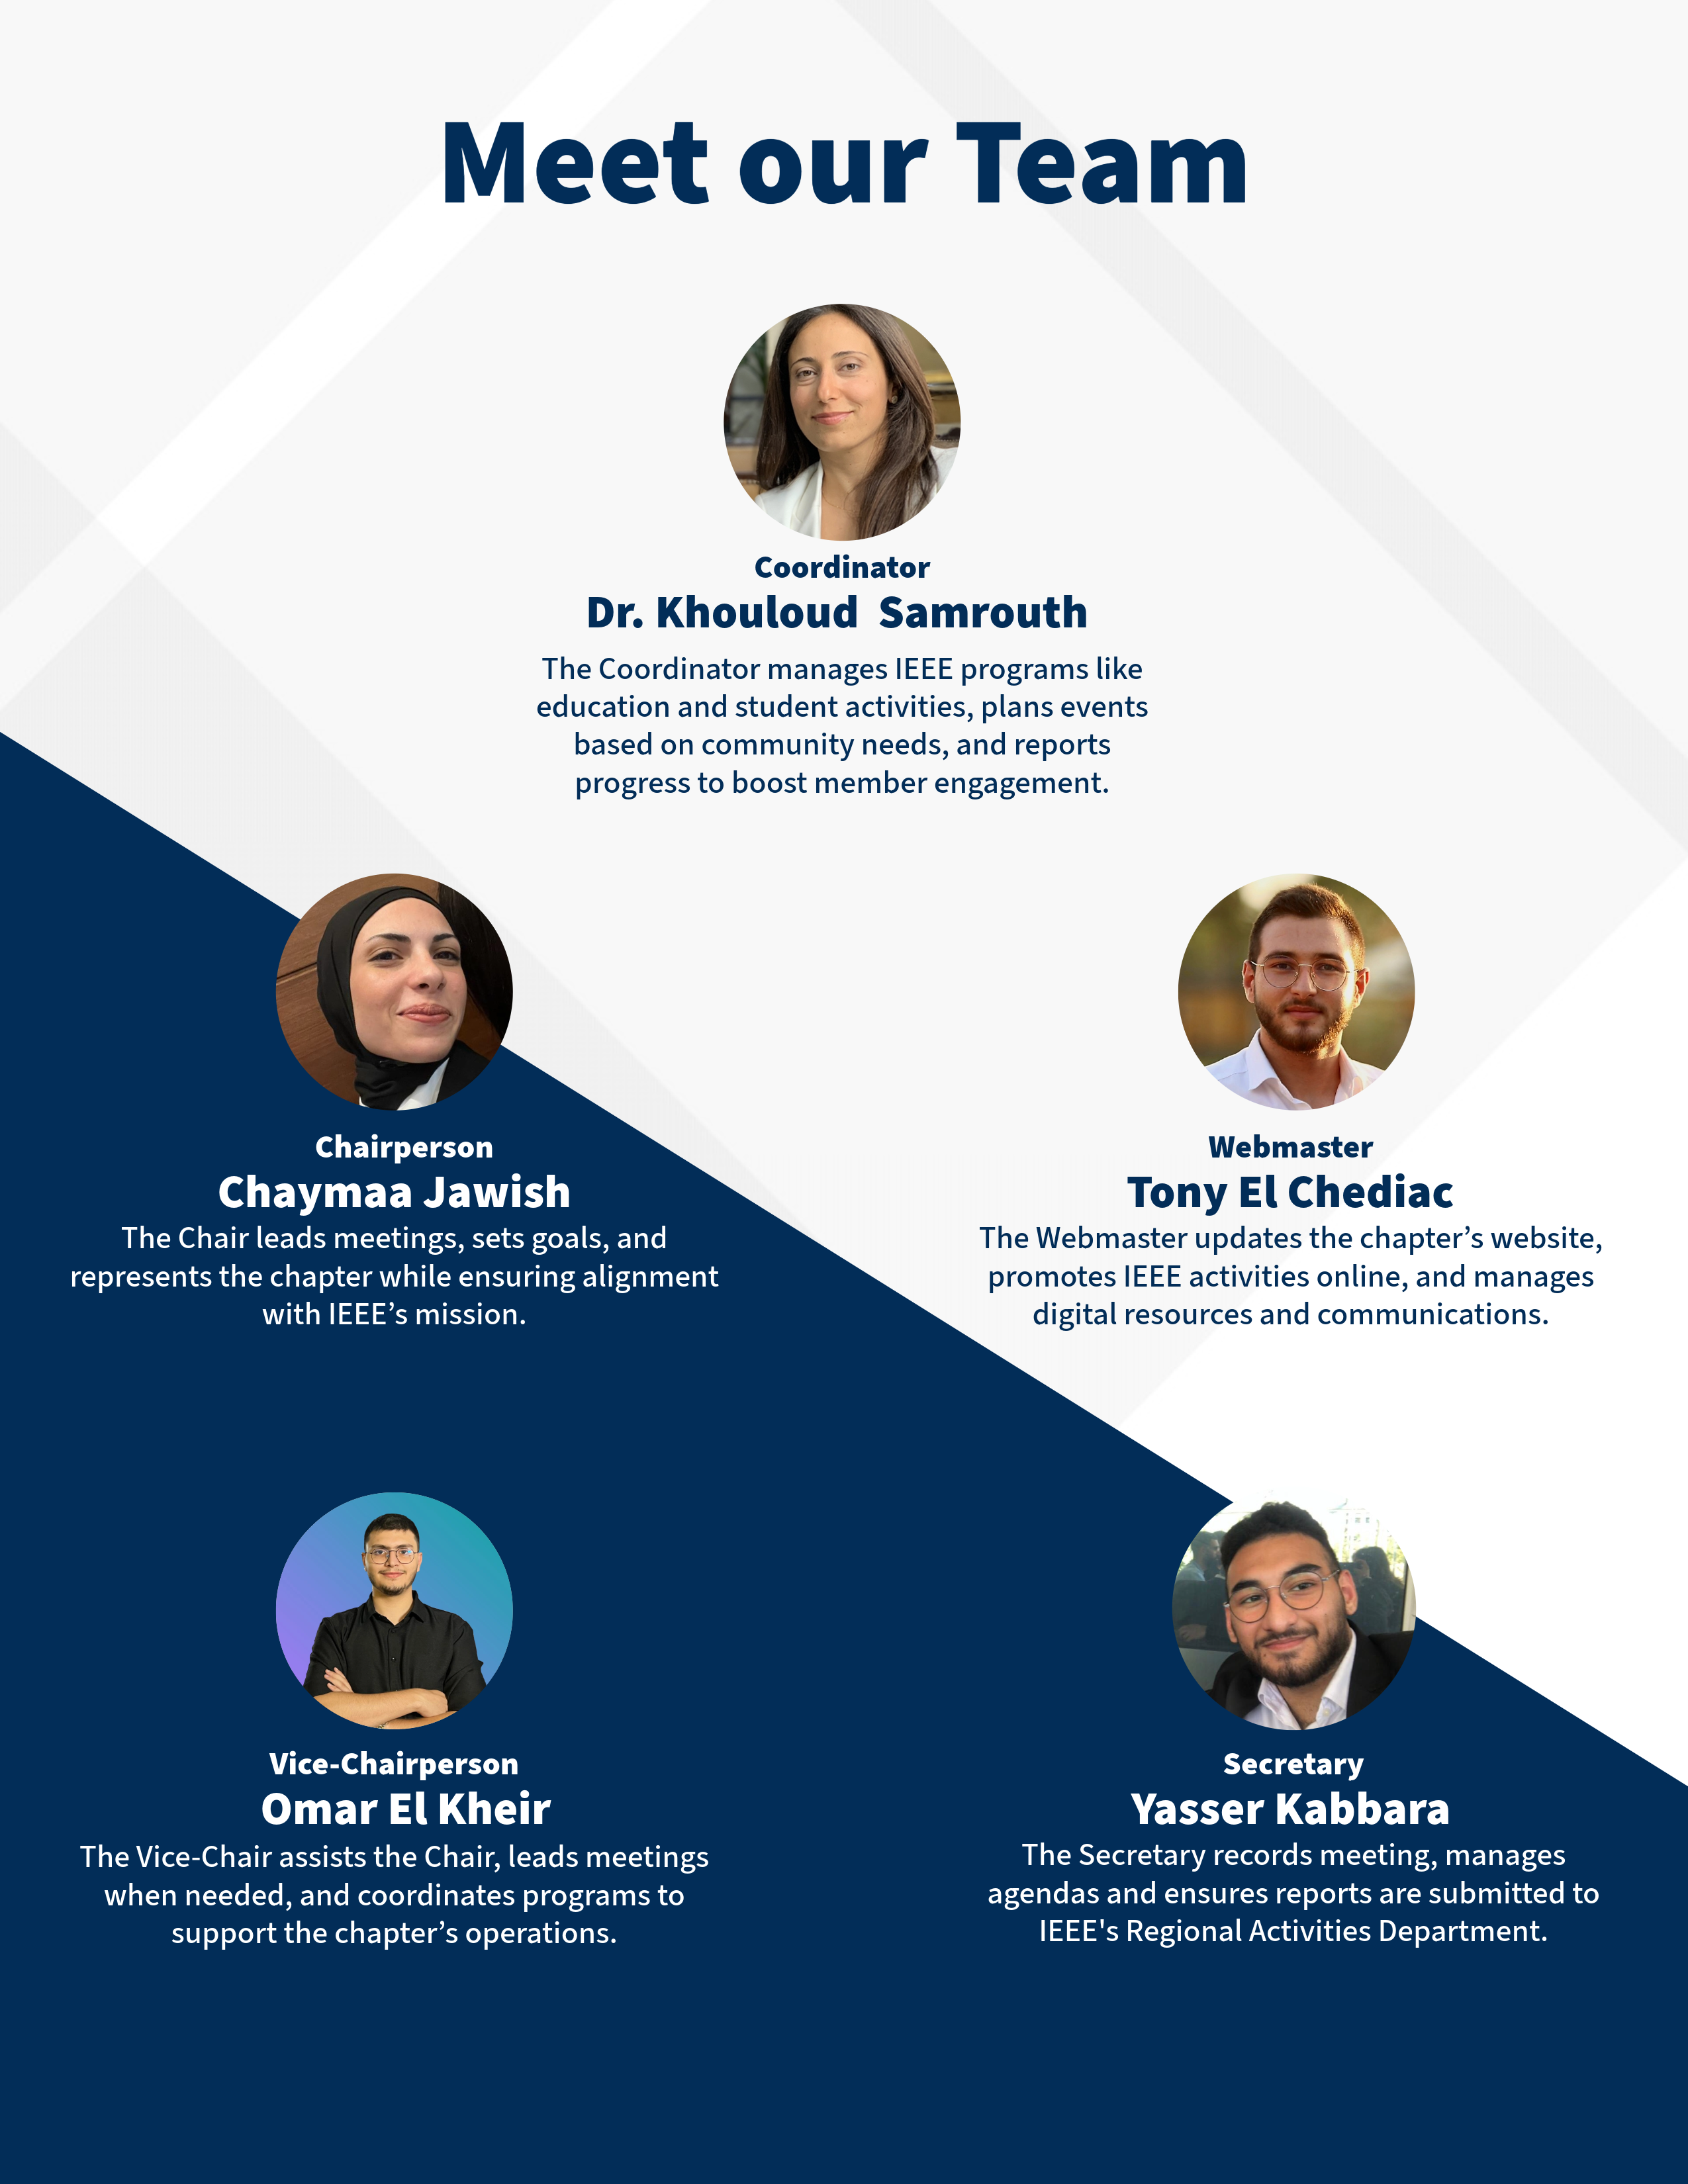 Meet our Team
Coordinator
Dr. Khouloud  Samrouth
The Coordinator manages IEEE programs like
education and student activities, plans events
based on community needs, and reports
progress to boost member engagement.
Chairperson
Chaymaa Jawish
The Chair leads meetings, sets goals, and
represents the chapter while ensuring alignment
with IEEE’s mission.
Webmaster
Tony El Chediac
The Webmaster updates the chapter’s website,
promotes IEEE activities online, and manages
digital resources and communications.
Vice-Chairperson
Omar El Kheir
The Vice-Chair assists the Chair, leads meetings
when needed, and coordinates programs to
support the chapter’s operations.
Secretary
Yasser Kabbara
The Secretary records meeting, manages
agendas and ensures reports are submitted to
IEEE's Regional Activities Department.